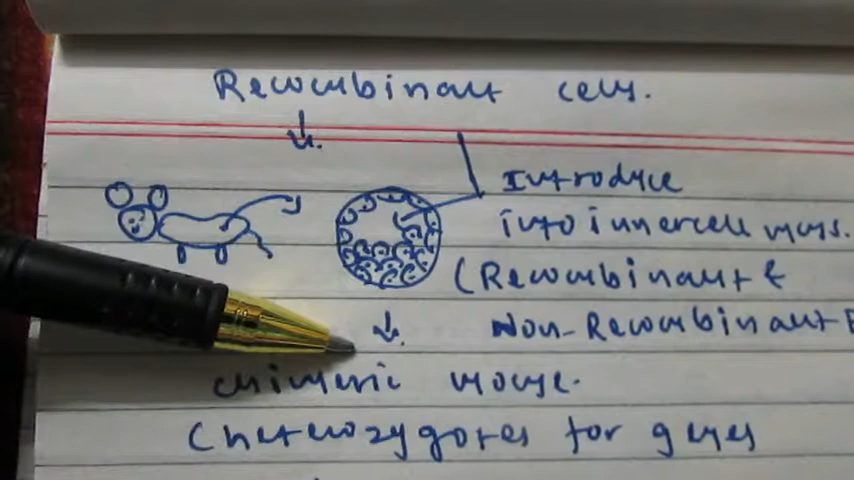 Recombinant cells.
Introduce
into inner cell mass.
(Recombinant &
Non-Recombinant E
chimeric mouse.
(heterozygotes for genes